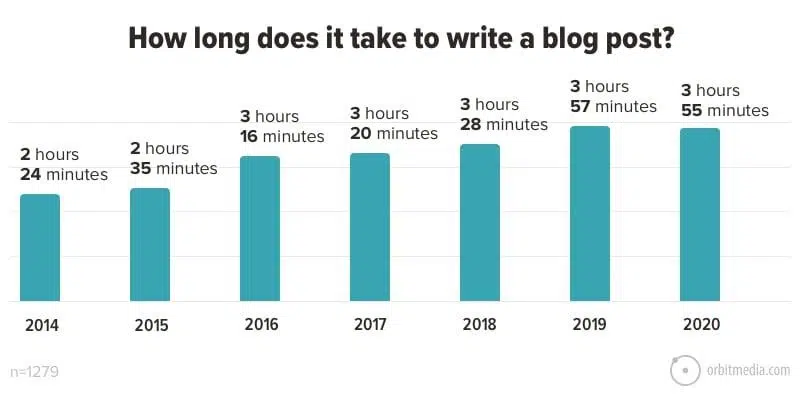 How long does it take to write a blog post?
2 hours
24 minutes
2 hours
35 minutes
3 hours
16 minutes
3 hours
20 minutes
3 hours
28 minutes
3 hours
57 minutes
3 hours
55 minutes
2014 2015 2016 2017 2018 2019 2020
n=1279
orbitmedia.com